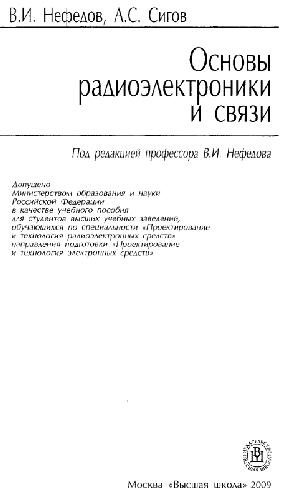 В.И. Нефедов, А.С. Сигов
Основы
радиоэлектроники
и связи
Под редакцией профессора В.И. Нефедова
Допущено
Министерством образования и науки
Российской Федерации
в качестве учебного пособия
для студентов высших учебных заведение,
обучающихся по специальности «Проектирование
и технология радиоэлектронных средств»
направления подготовки «Проектирование
и технология электронных средств»
Москва «Высшая школа» 2009